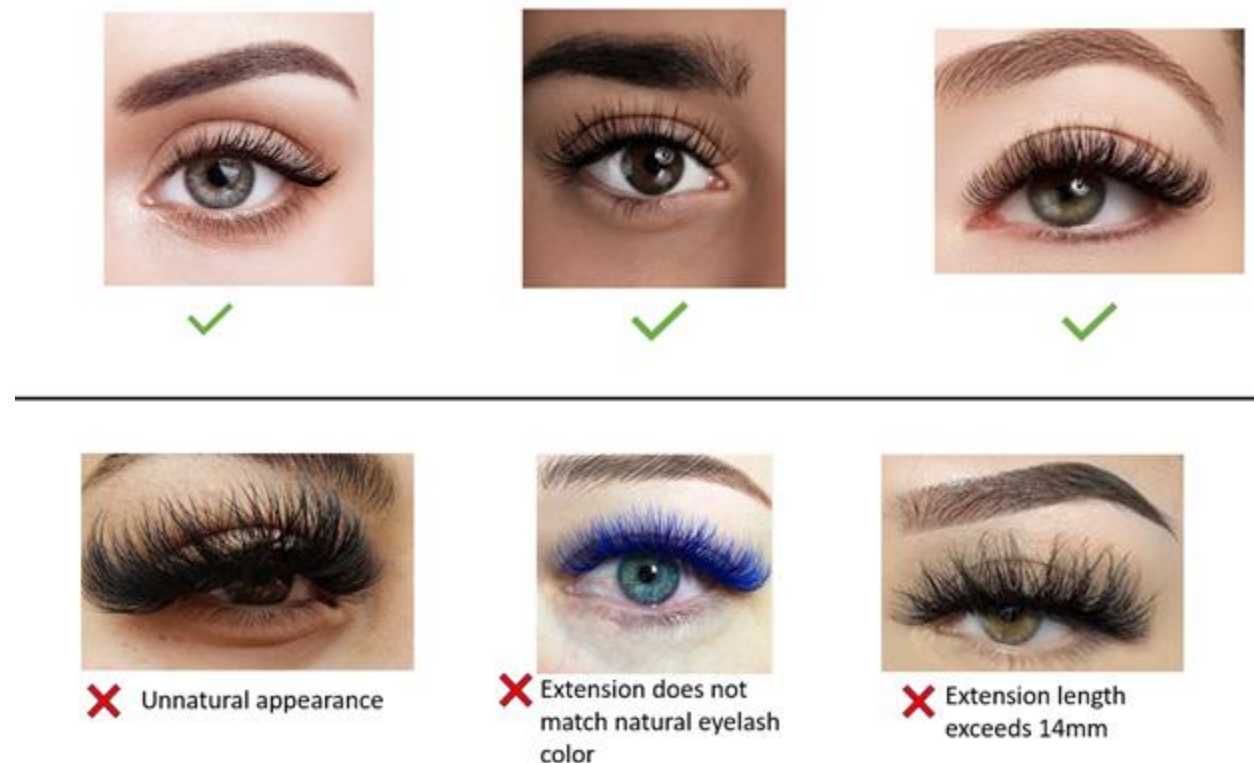 Unnatural appearance
Extension does not
match natural eyelash
color
Extension length
exceeds 14mm